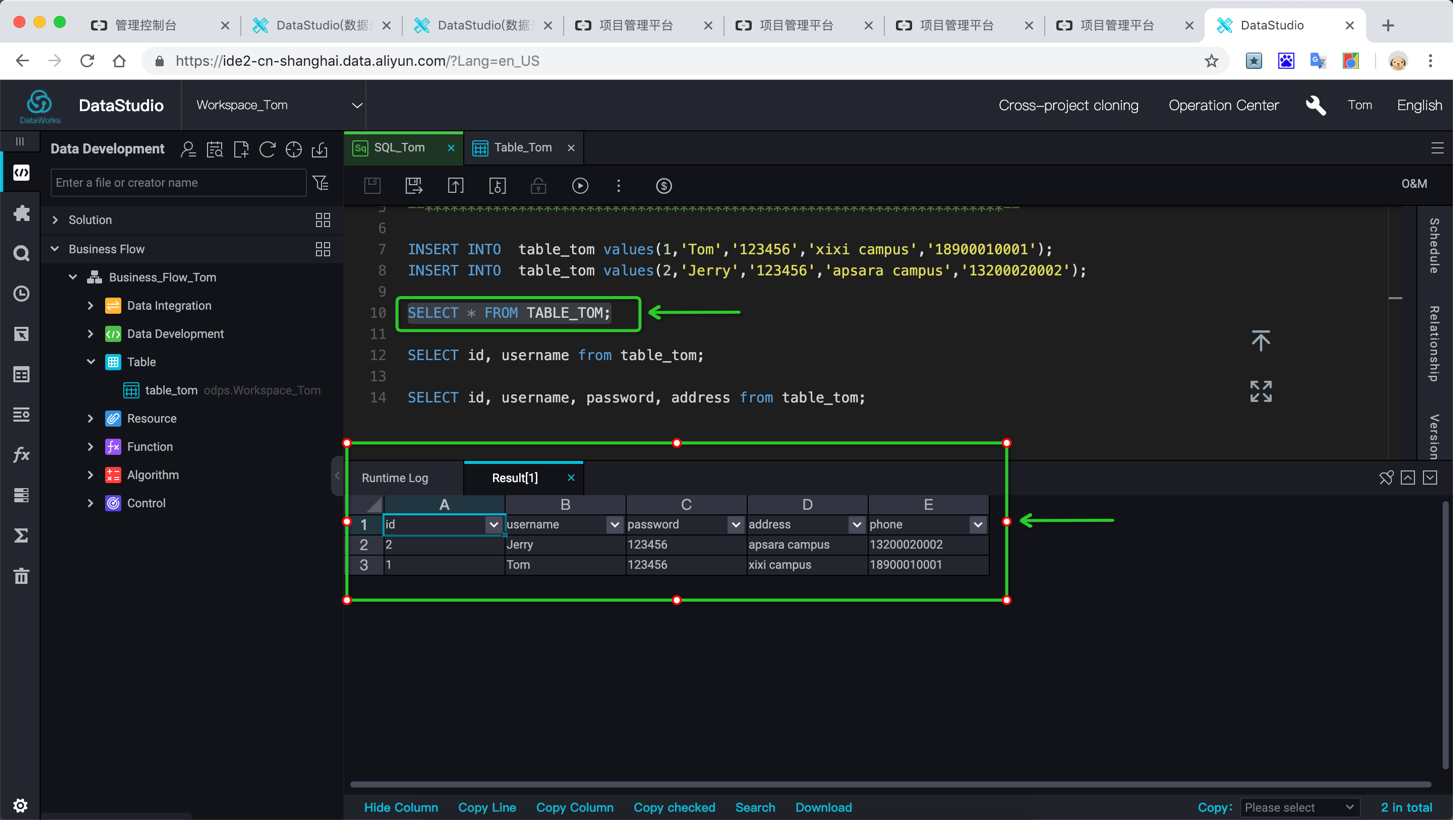 管理控制台
DataStudio(数据
DataStudio(数据
项目管理平台
项目管理平台
项目管理平台
项目管理平台
DataStudio
https://ide2-cn-shanghai.data.aliyun.com/?Lang=en_US
DataWorks
DataStudio
Workspace_Tom
Cross-project cloning
Operation Center
Tom
English
Data Development
Enter a file or creator name
Solution
Business Flow
Business_Flow_Tom
Data Integration
Data Development
Table
table_tom odps.Workspace_Tom
Resource
Function
Algorithm
Control
Sq SQL_Tom
Table_Tom
O&M
6
7 INSERT INTO  table_tom values(1,'Tom','123456','xixi campus','18900010001');
8 INSERT INTO  table_tom values(2,'Jerry','123456','apsara campus','13200020002');
9
10 SELECT * FROM TABLE_TOM;
11
12 SELECT id, username from table_tom;
13
14 SELECT id, username, password, address from table_tom;
Schedule
Relationship
Version
Runtime Log
Result[1]
A B C D E
1 id username password address phone
2 2 Jerry 123456 apsara campus 13200020002
3 1 Tom 123456 xixi campus 18900010001
Hide Column
Copy Line
Copy Column
Copy checked
Search
Download
Copy:
Please select
2 in total